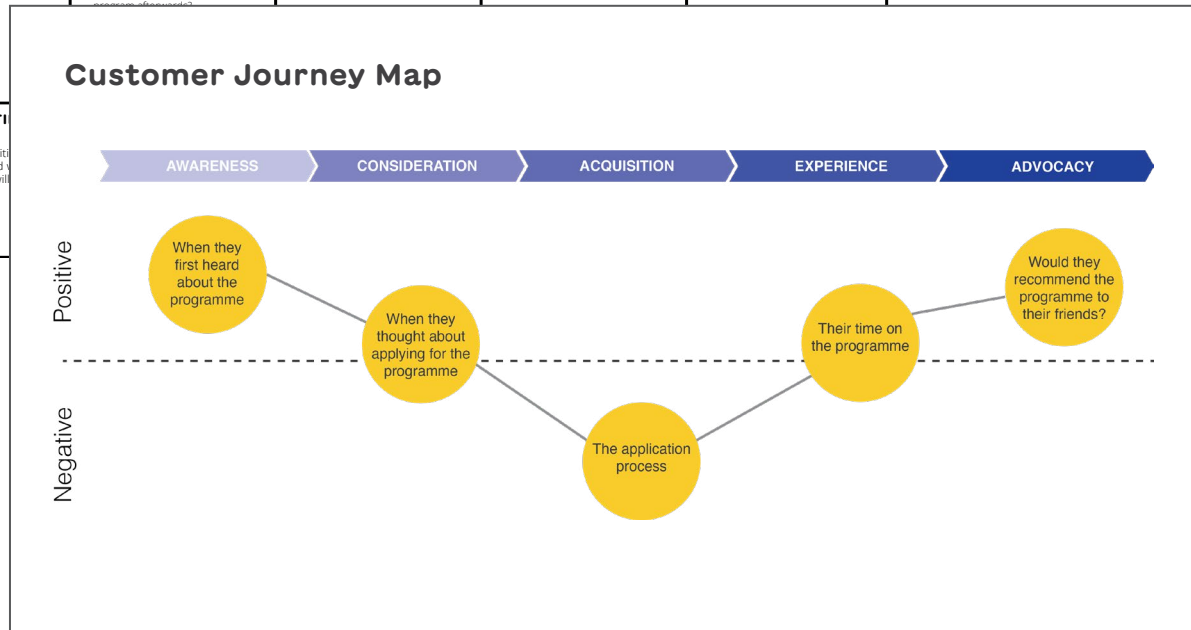 program afterwards?
Customer Journey Map
AWARENESS
CONSIDERATION
ACQUISITION
EXPERIENCE
ADVOCACY
Positive
Negative
When they
first heard
about the
programme
When they
thought about
applying for the
programme
The application
process
Their time on
the programme
Would they
recommend the
programme to
their friends?